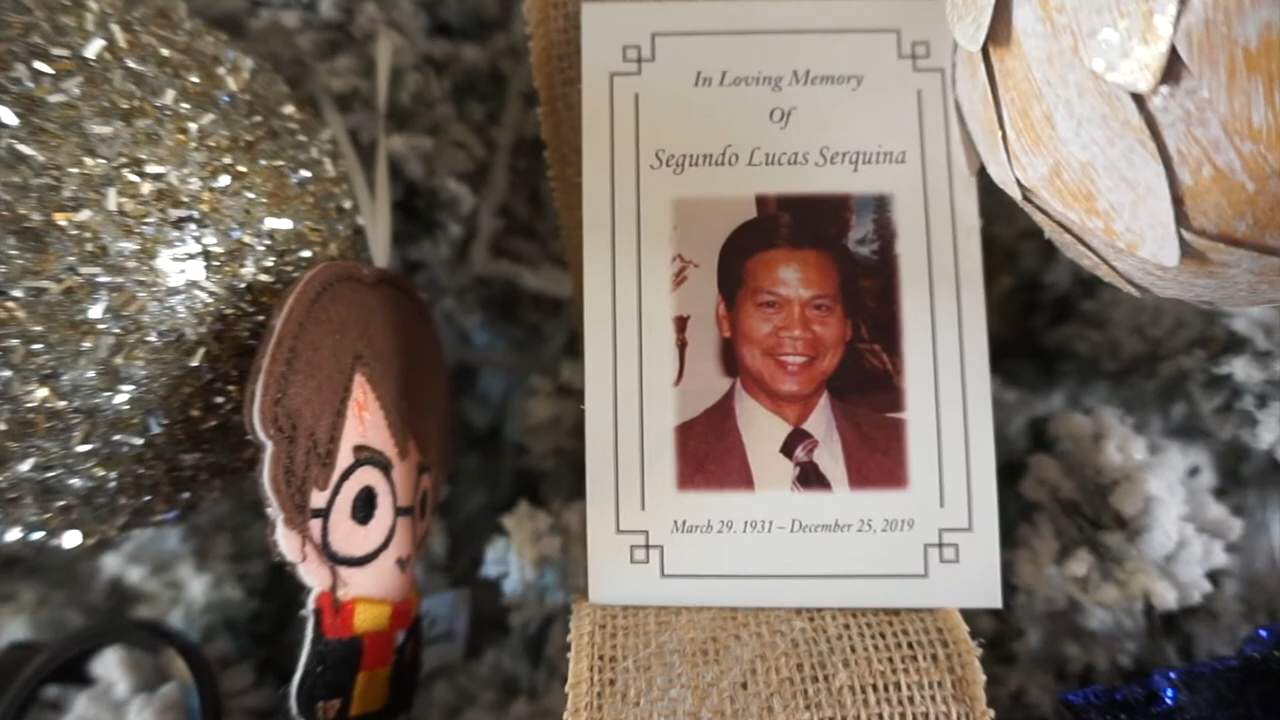 In Loving Memory
Of
Segundo Lucas Serquina
March 29. 1931 – December 25, 2019